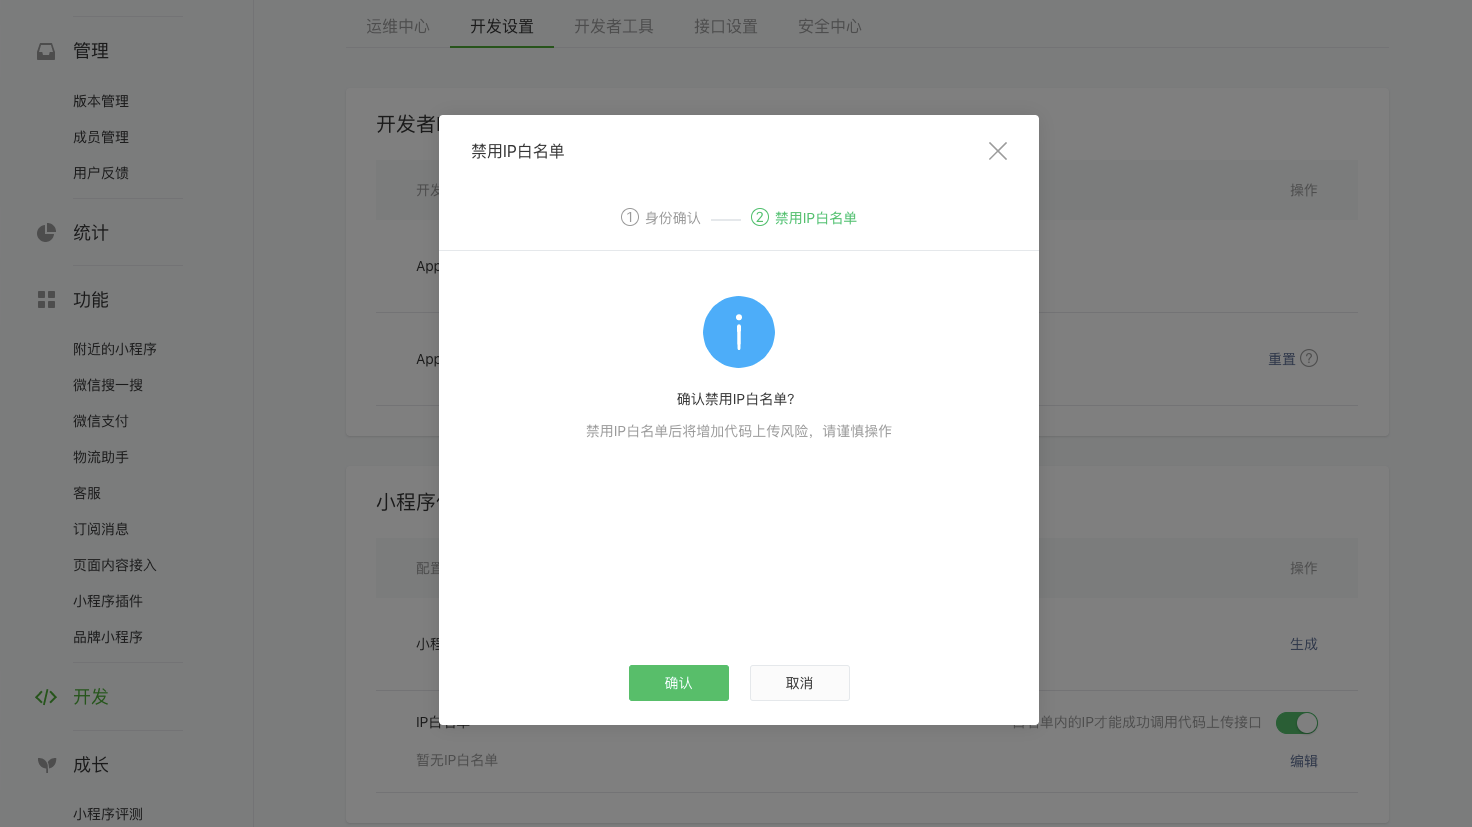 运维中心 开发设置 开发者工具 接口设置 安全中心
管理
版本管理
成员管理
用户反馈
统计
功能
附近的小程序
微信搜一搜
微信支付
物流助手
客服
订阅消息
页面内容接入
小程序插件
品牌小程序
开发
成长
小程序评测
开发者
操作
开发
App
App
重置 ?
小程序
配置
操作
小程
生成
IP白名单
白名单内的IP才能成功调用代码上传接口
暂无IP白名单
编辑
禁用IP白名单
1 身份确认 2 禁用IP白名单
确认禁用IP白名单?
禁用IP白名单后将增加代码上传风险，请谨慎操作
确认 取消